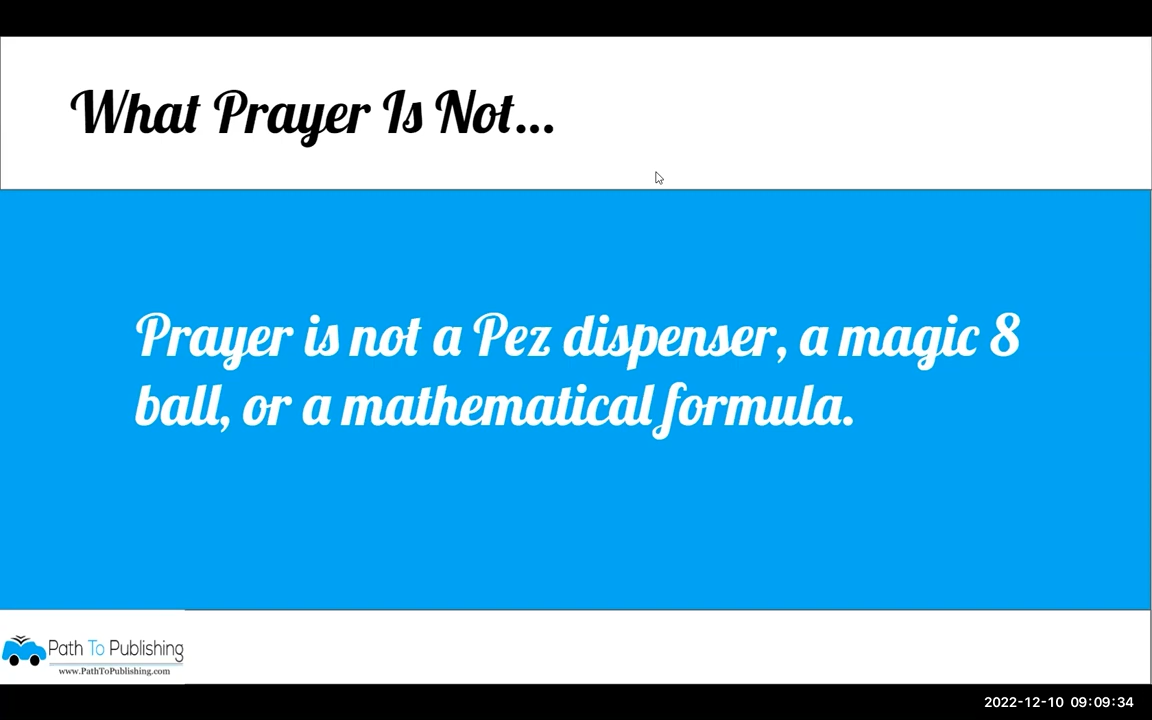 What Prayer Is Not...
Prayer is not a Pez dispenser, a magic 8
ball, or a mathematical formula.
Path To Publishing
www.PathToPublishing.com
2022-12-10 09:09:34